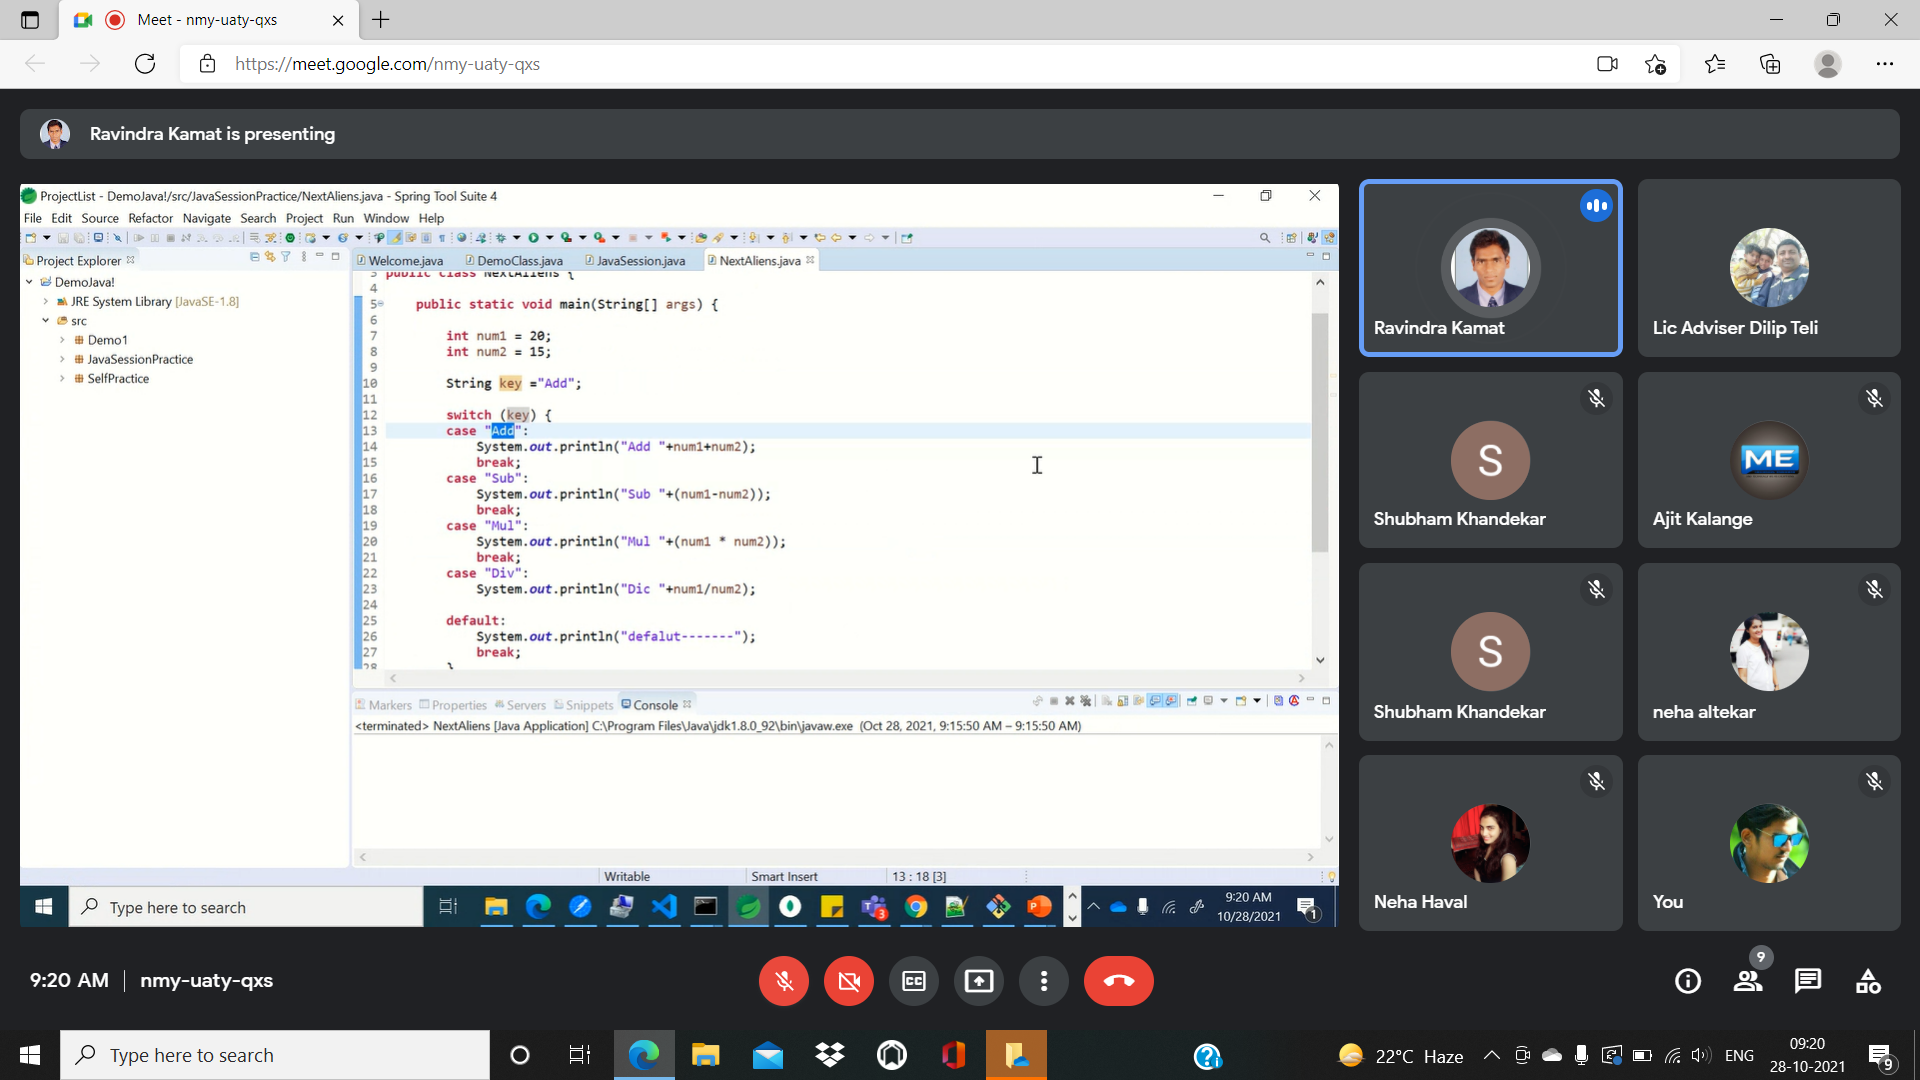 Meet - nmy-uaty-qxs
https://meet.google.com/nmy-uaty-qxs
Ravindra Kamat is presenting
ProjectList - DemoJava!/src/JavaSessionPractice/NextAliens.java - Spring Tool Suite 4
File Edit Source Refactor Navigate Search Project Run Window Help
Project Explorer
Welcome.java DemoClass.java JavaSession.java NextAliens.java
DemoJava!
JRE System Library [JavaSE-1.8]
src
Demo1
JavaSessionPractice
SelfPractice
3 public class NextAliens {
4
5 public static void main(String[] args) {
6
7 int num1 = 20;
8 int num2 = 15;
9
10 String key ="Add";
11
12 switch (key) {
13 case "Add":
14 System.out.println("Add "+num1+num2);
15 break;
16 case "Sub":
17 System.out.println("Sub "+(num1-num2));
18 break;
19 case "Mul":
20 System.out.println("Mul "+(num1 * num2));
21 break;
22 case "Div":
23 System.out.println("Dic "+num1/num2);
24
25 default:
26 System.out.println("defalut-------");
27 break;
28 }
Markers Properties Servers Snippets Console
<terminated> NextAliens [Java Application] C:\Program Files\Java\jdk1.8.0_92\bin\javaw.exe (Oct 28, 2021, 9:15:50 AM – 9:15:50 AM)
Writable Smart Insert 13 : 18 [3]
Type here to search
3
9:20 AM
10/28/2021
1
Ravindra Kamat
Lic Adviser Dilip Teli
S
Shubham Khandekar
ME
Ajit Kalange
S
Shubham Khandekar
neha altekar
Neha Haval
You
9:20 AM | nmy-uaty-qxs
CC
9
Type here to search
22°C Haze
ENG
09:20
28-10-2021
9